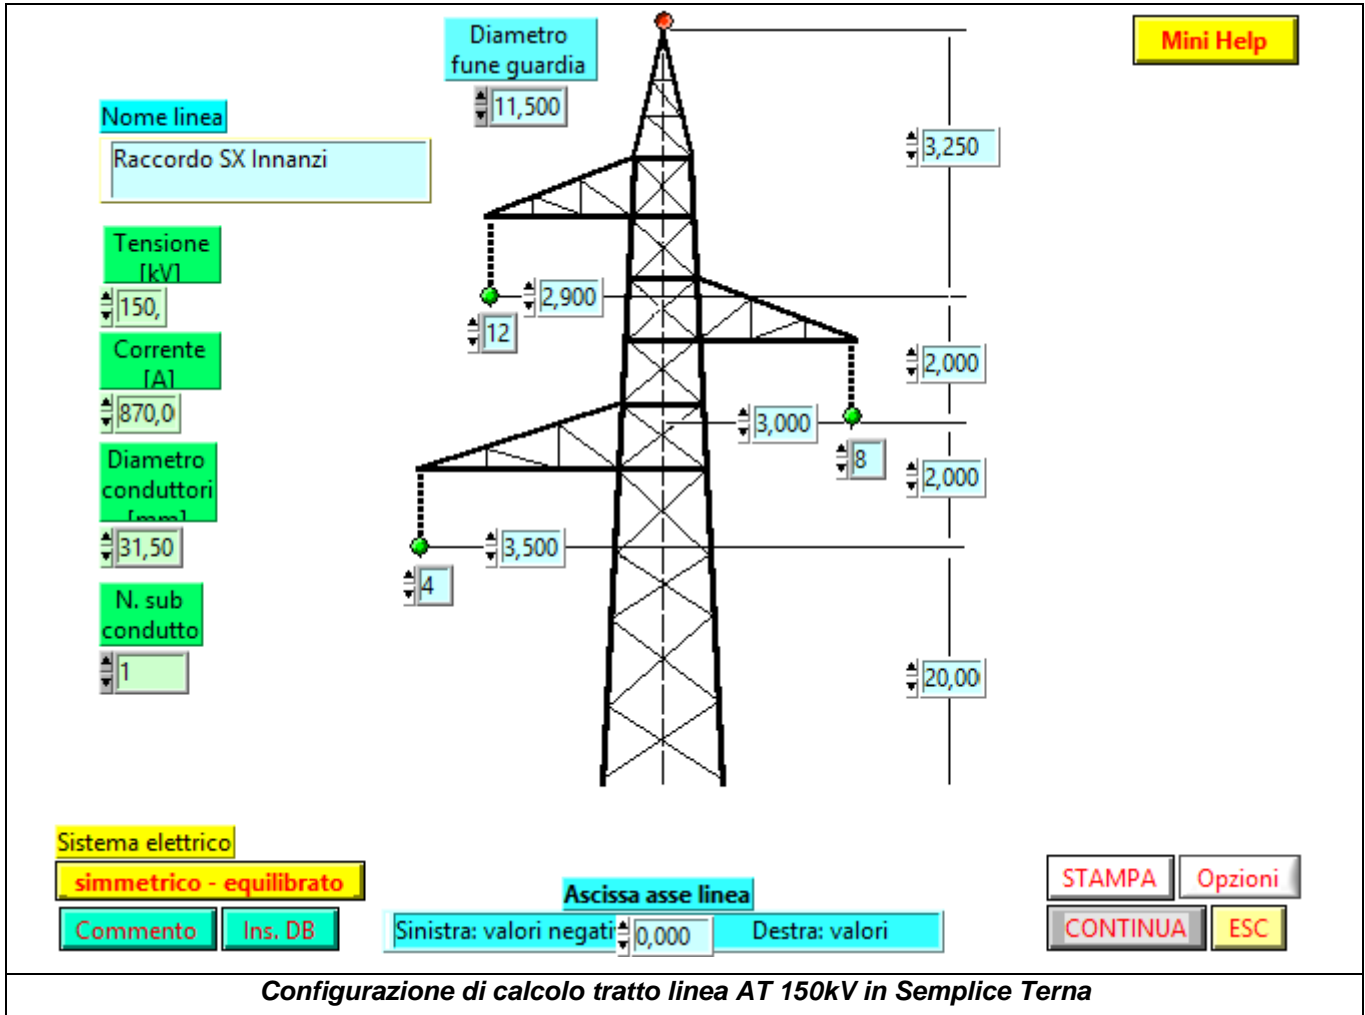 Diametro
fune guardia
11,500
Mini Help
Nome linea
Raccordo SX Innanzi
3,250
Tensione
[kV]
150,
2,900
12
Corrente
[A]
870,0
2,000
3,000
8
Diametro
conduttori
[mm]
31,50
2,000
3,500
4
N. sub
condutto
1
20,00
Sistema elettrico
simmetrico - equilibrato
Commento
Ins. DB
Ascissa asse linea
Sinistra: valori negati
0,000
Destra: valori
STAMPA
Opzioni
CONTINUA
ESC
Configurazione di calcolo tratto linea AT 150kV in Semplice Terna